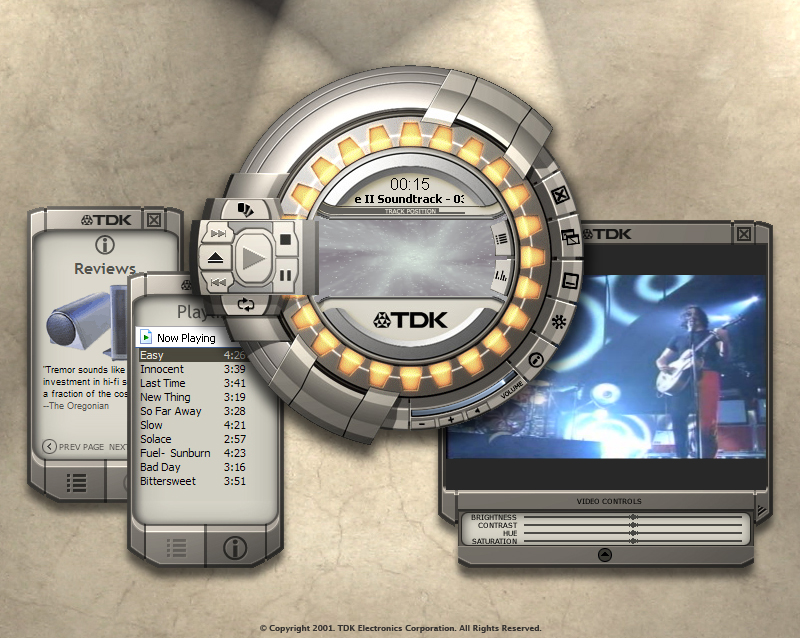 00:15
e II Soundtrack - 03
TRACK POSITION
TDK
VOLUME
TDK
Reviews
"Tremor sounds like
investment in hi-fi s
a fraction of the cos
--The Oregonian
PREV PAGE NEXT
Now Playing
Easy 4:26
Innocent 3:39
Last Time 3:41
New Thing 3:19
So Far Away 3:28
Slow 4:21
Solace 2:57
Fuel- Sunburn 4:23
Bad Day 3:16
Bittersweet 3:51
TDK
VIDEO CONTROLS
BRIGHTNESS
CONTRAST
HUE
SATURATION
© Copyright 2001. TDK Electronics Corporation. All Rights Reserved.